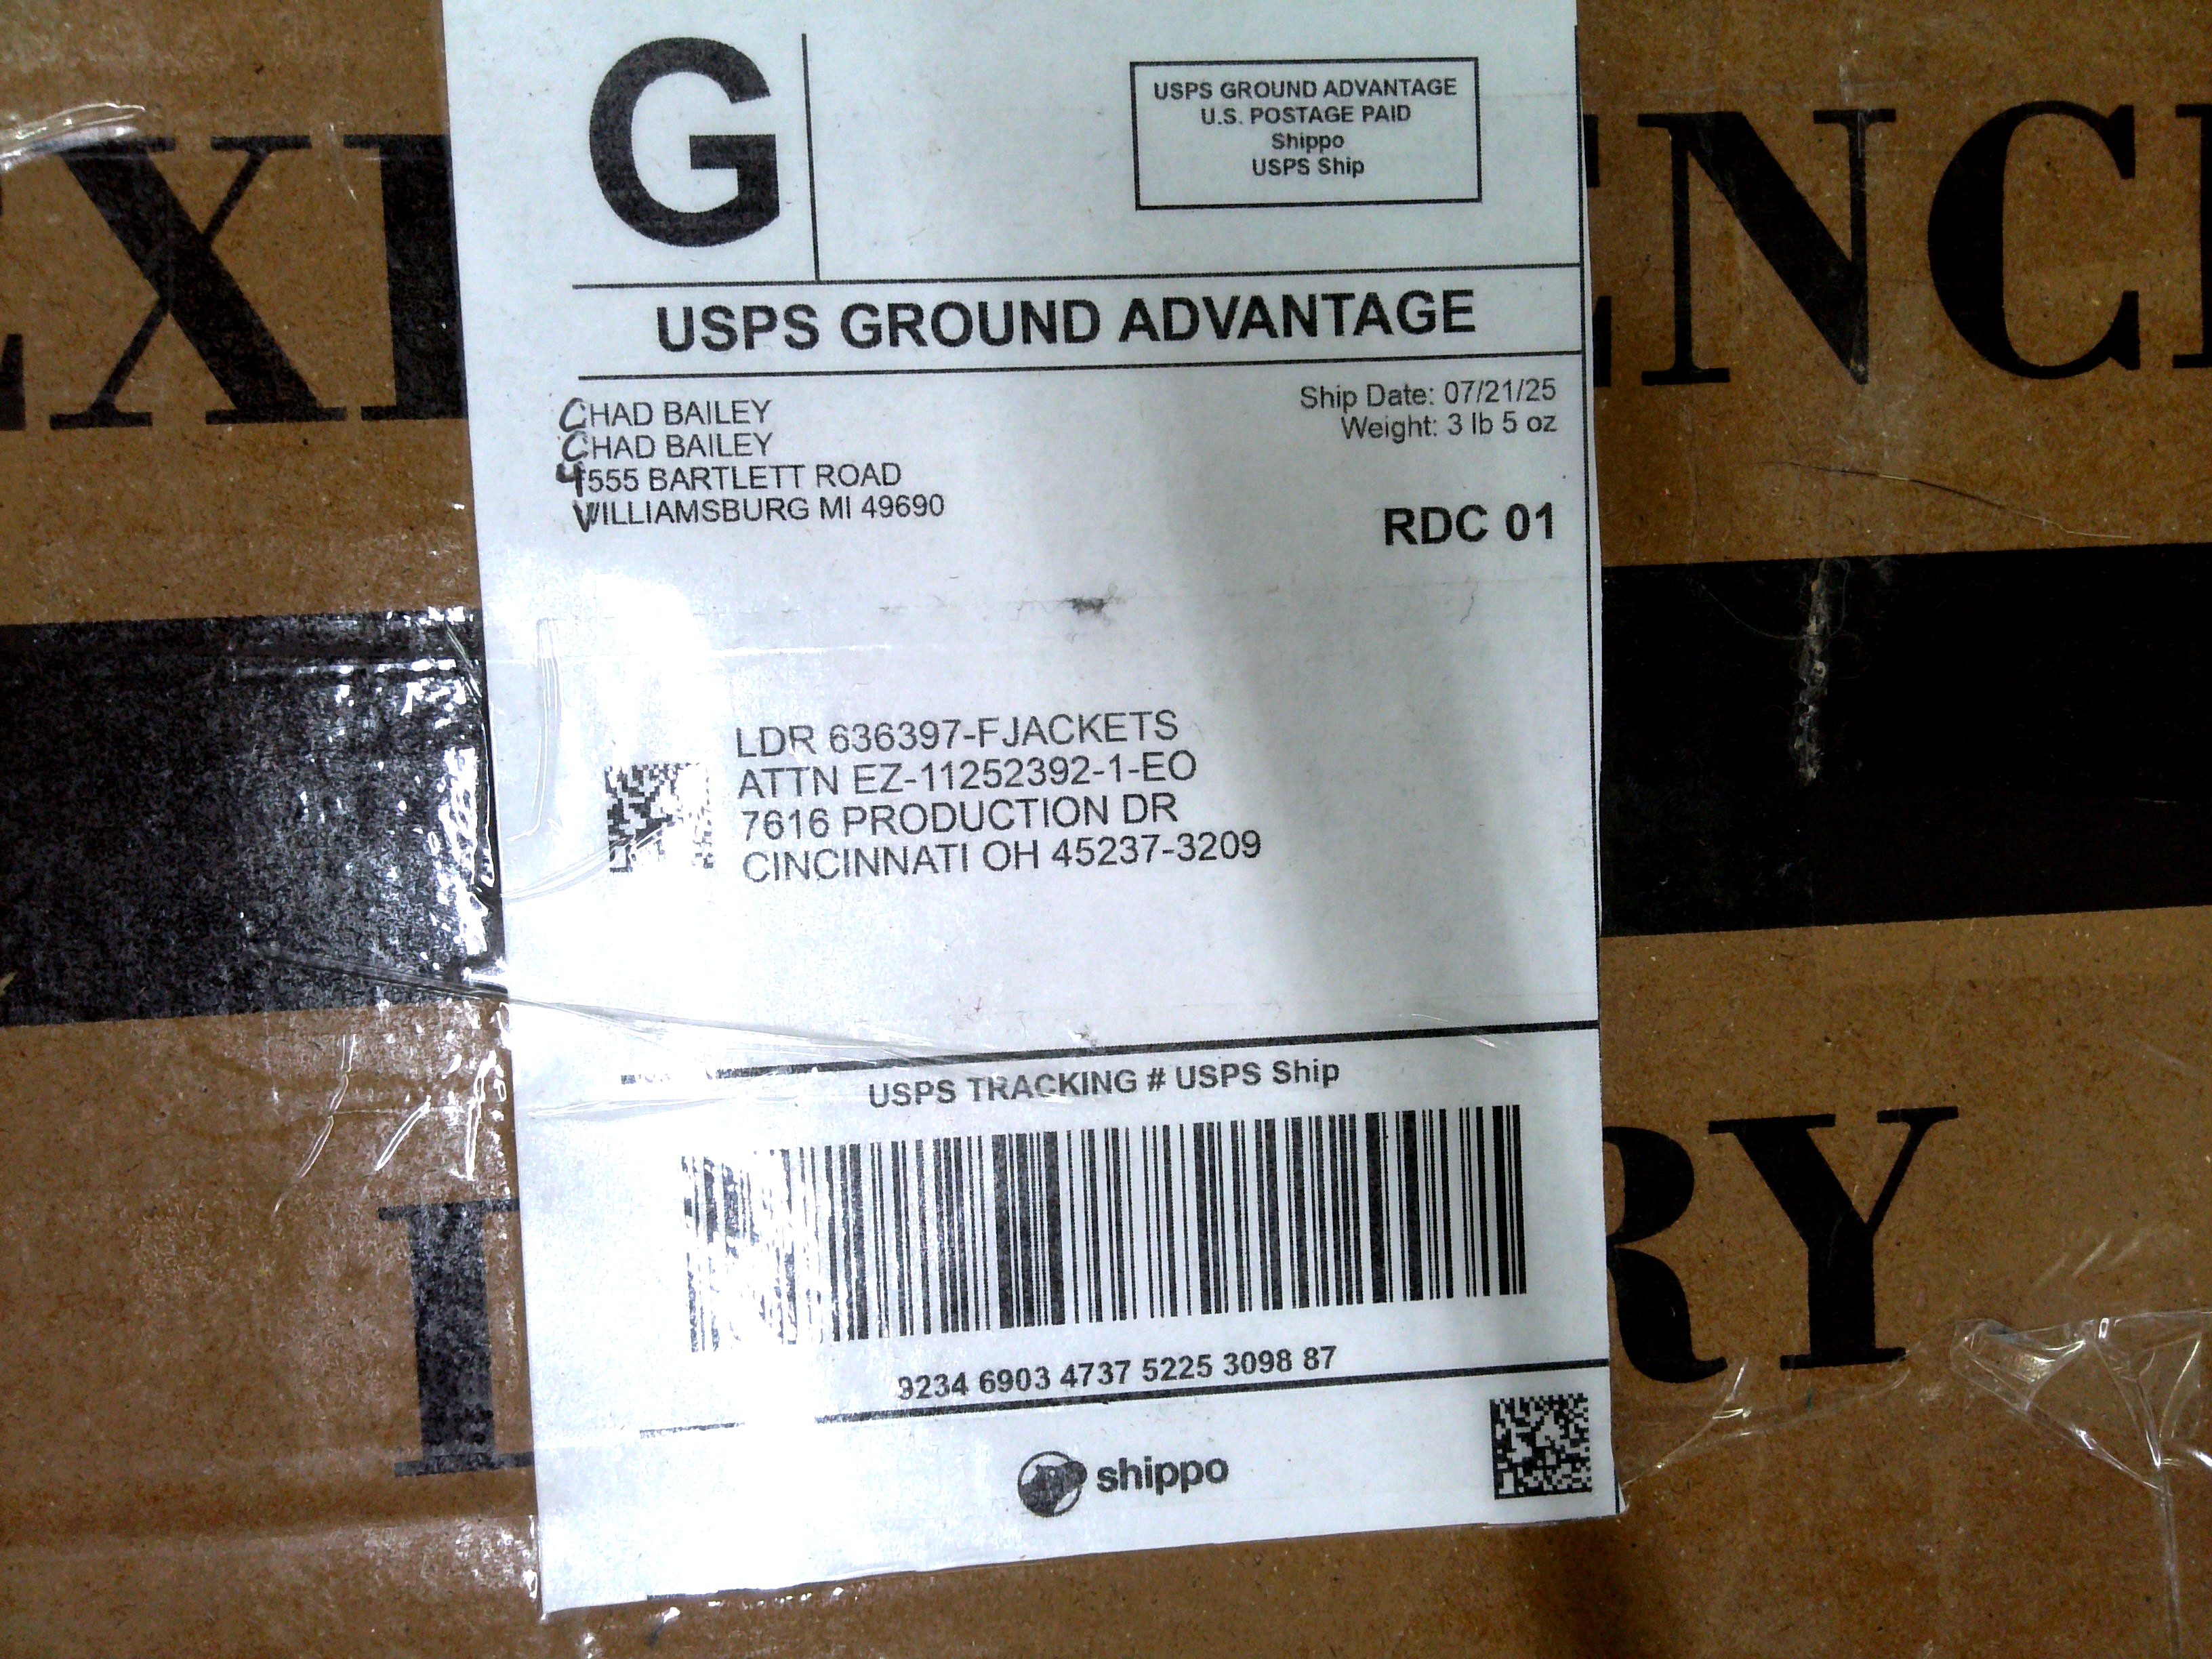 G
USPS GROUND ADVANTAGE
U.S. POSTAGE PAID
Shippo
USPS Ship
USPS GROUND ADVANTAGE
CHAD BAILEY
CHAD BAILEY
4555 BARTLETT ROAD
WILLIAMSBURG MI 49690
Ship Date: 07/21/25
Weight: 3 lb 5 oz
RDC 01
LDR 636397-FJACKETS
ATTN EZ-11252392-1-EO
7616 PRODUCTION DR
CINCINNATI OH 45237-3209
USPS TRACKING # USPS Ship
9234 6903 4737 5225 3098 87
shippo